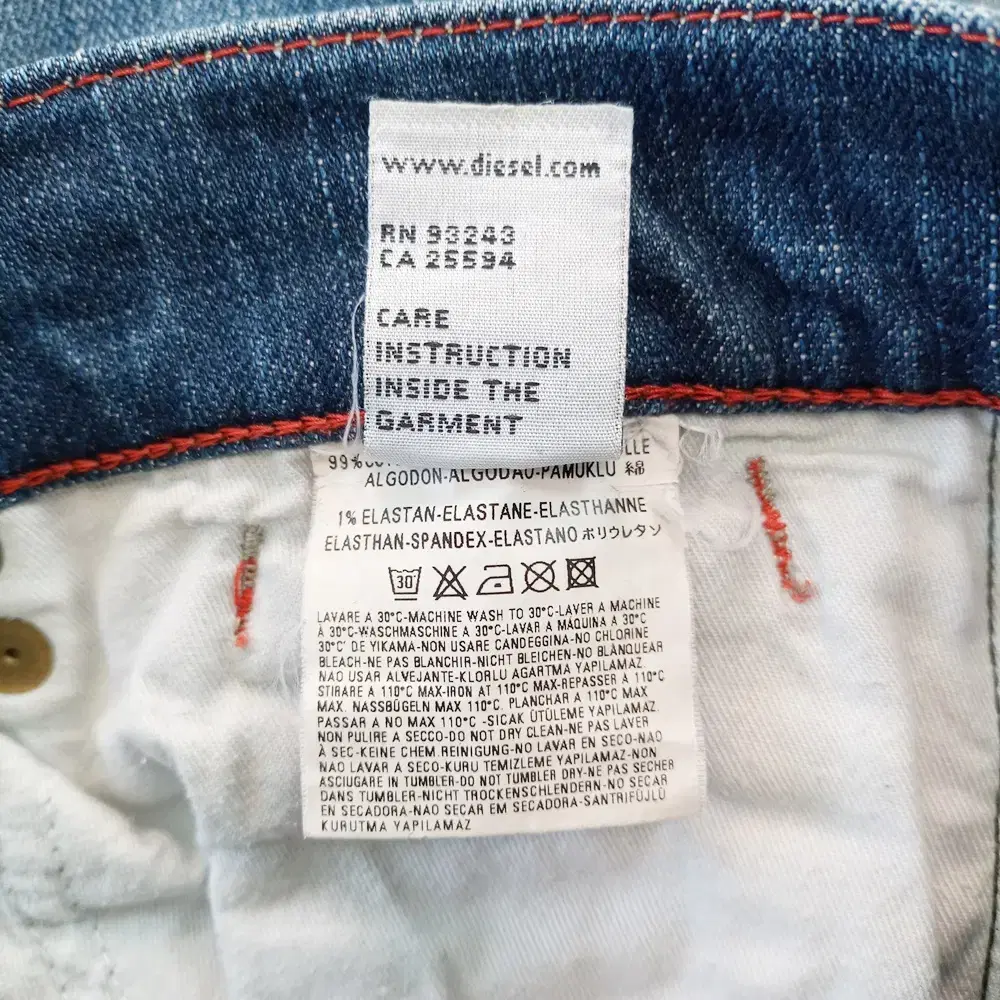 www.diesel.com
RN 93243
CA 25594
CARE
INSTRUCTION
INSIDE THE
GARMENT
99%
ALGODON-ALGODAO-PAMUKLU 綿
1% ELASTAN-ELASTANE-ELASTHANNE
ELASTHAN-SPANDEX-ELASTANO ポリウレタン
30°
LAVARE A 30°C-MACHINE WASH TO 30°C-LAVER A MACHINE
À 30°C-WASCHMASCHINE A 30°C-LAVAR A MÁQUINA A 30°C
30°C' DE YIKAMA-NON USARE CANDEGGINA-NO CHLORINE
BLEACH-NE PAS BLANCHIR-NICHT BLEICHEN-NO BLANQUEAR
NAO USAR ALVEJANTE-KLORLU AGARTMA YAPILAMAZ
STIRARE A 110°C MAX-IRON AT 110°C MAX-REPASSER À 110°C
MAX. NASSBÜGELN MAX 110°C. PLANCHAR A 110°C MAX
PASSAR A NO MAX 110°C -SICAK ÜTÜLEME YAPILAMAZ
NON PULIRE A SECCO-DO NOT DRY CLEAN-NE PAS LAVER
À SEC-KEINE CHEM.REINIGUNG-NO LAVAR EN SECO-NAO
NAO LAVAR A SECO-KURU TEMIZLEME YAPILAMAZ-NON
ASCIUGARE IN TUMBLER-DO NOT TUMBLER DRY-NE PAS SECHER
DANS TUMBLER-NICHT TROCKENSCHLENDERN-NO SECAR
EN SECADORA-NAO SECAR EM SECADORA-SANTRIFÜJLÜ
KURUTMA YAPILAMAZ